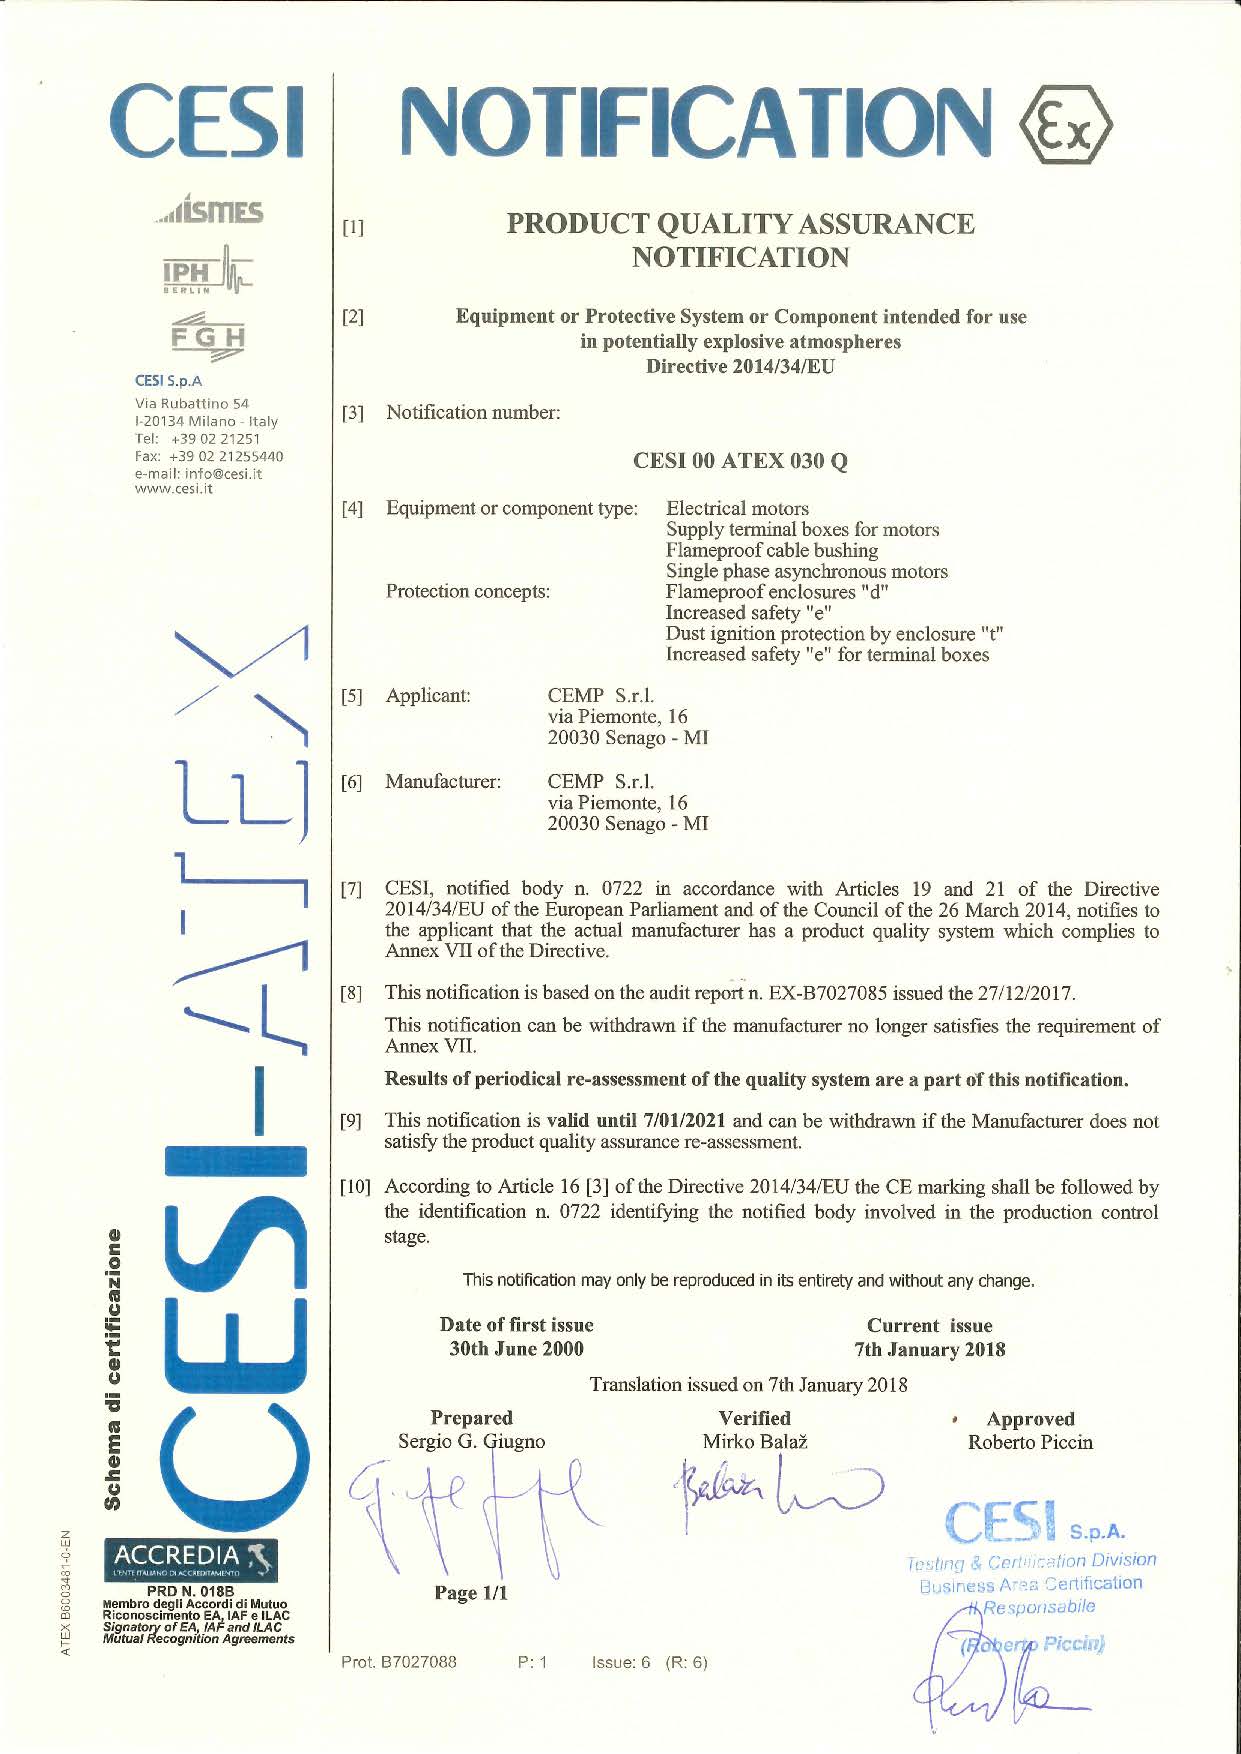 CESI
NOTIFICATION
Ex
ISMES
IPH
BERLIN
FGH
CESI S.p.A
Via Rubattino 54
I-20134 Milano - Italy
Tel: +39 02 21251
Fax: +39 02 21255440
e-mail: info@cesi.it
www.cesi.it
[1] PRODUCT QUALITY ASSURANCE
NOTIFICATION
[2] Equipment or Protective System or Component intended for use
in potentially explosive atmospheres
Directive 2014/34/EU
[3] Notification number:
CESI 00 ATEX 030 Q
[4] Equipment or component type: Electrical motors
Supply terminal boxes for motors
Flameproof cable bushing
Single phase asynchronous motors
Protection concepts: Flameproof enclosures "d"
Increased safety "e"
Dust ignition protection by enclosure "t"
Increased safety "e" for terminal boxes
[5] Applicant: CEMP S.r.l.
via Piemonte, 16
20030 Senago - MI
[6] Manufacturer: CEMP S.r.l.
via Piemonte, 16
20030 Senago - MI
[7] CESI, notified body n. 0722 in accordance with Articles 19 and 21 of the Directive
2014/34/EU of the European Parliament and of the Council of the 26 March 2014, notifies to
the applicant that the actual manufacturer has a product quality system which complies to
Annex VII of the Directive.
[8] This notification is based on the audit report n. EX-B7027085 issued the 27/12/2017.
This notification can be withdrawn if the manufacturer no longer satisfies the requirement of
Annex VII.
Results of periodical re-assessment of the quality system are a part of this notification.
[9] This notification is valid until 7/01/2021 and can be withdrawn if the Manufacturer does not
satisfy the product quality assurance re-assessment.
[10] According to Article 16 [3] of the Directive 2014/34/EU the CE marking shall be followed by
the identification n. 0722 identifying the notified body involved in the production control
stage.
This notification may only be reproduced in its entirety and without any change.
Date of first issue Current issue
30th June 2000 7th January 2018
Translation issued on 7th January 2018
Prepared Verified Approved
Sergio G. Giugno Mirko Balaž Roberto Piccin
CESI S.p.A.
Testing & Certification Division
Business Area Certification
Il Responsabile
(Roberto Piccin)
Page 1/1
Prot. B7027088 P: 1 Issue: 6 (R: 6)
CESI-ATEX
Schema di certificazione
ACCREDIA
L'ENTE ITALIANO DI ACCREDITAMENTO
PRD N. 018B
Membro degli Accordi di Mutuo
Riconoscimento EA, IAF e ILAC
Signatory of EA, IAF and ILAC
Mutual Recognition Agreements
ATEX B6003481-0-EN